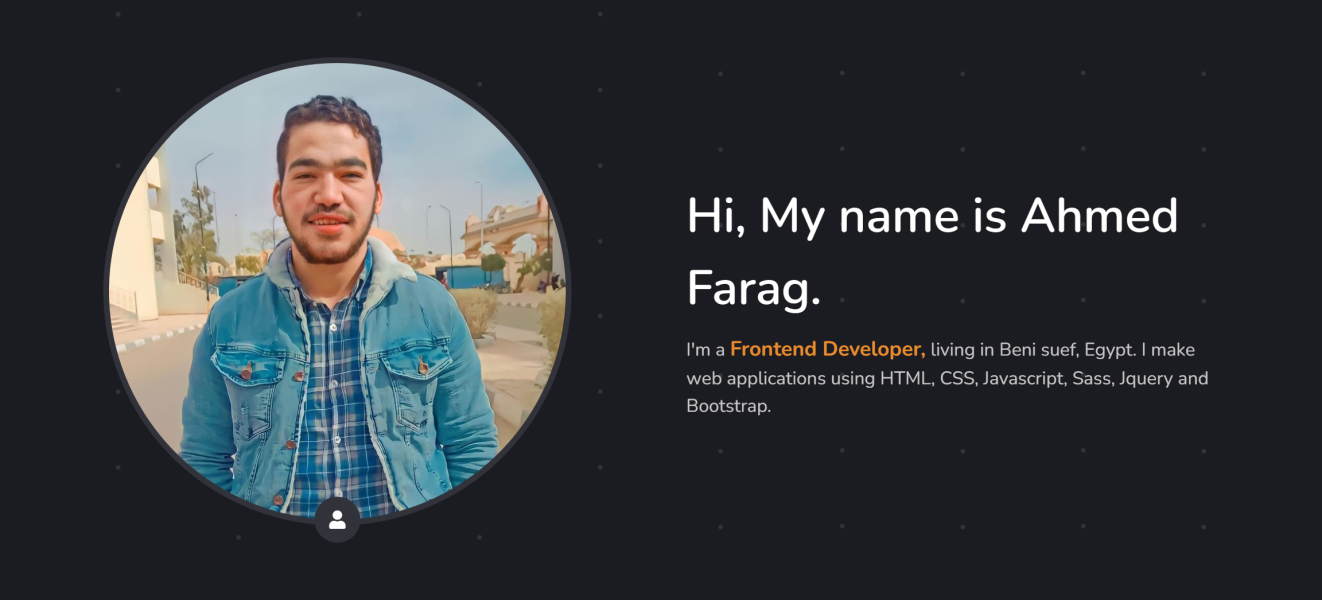 Hi, My name is Ahmed
Farag.
I'm a Frontend Developer, living in Beni suef, Egypt. I make
web applications using HTML, CSS, Javascript, Sass, Jquery and
Bootstrap.